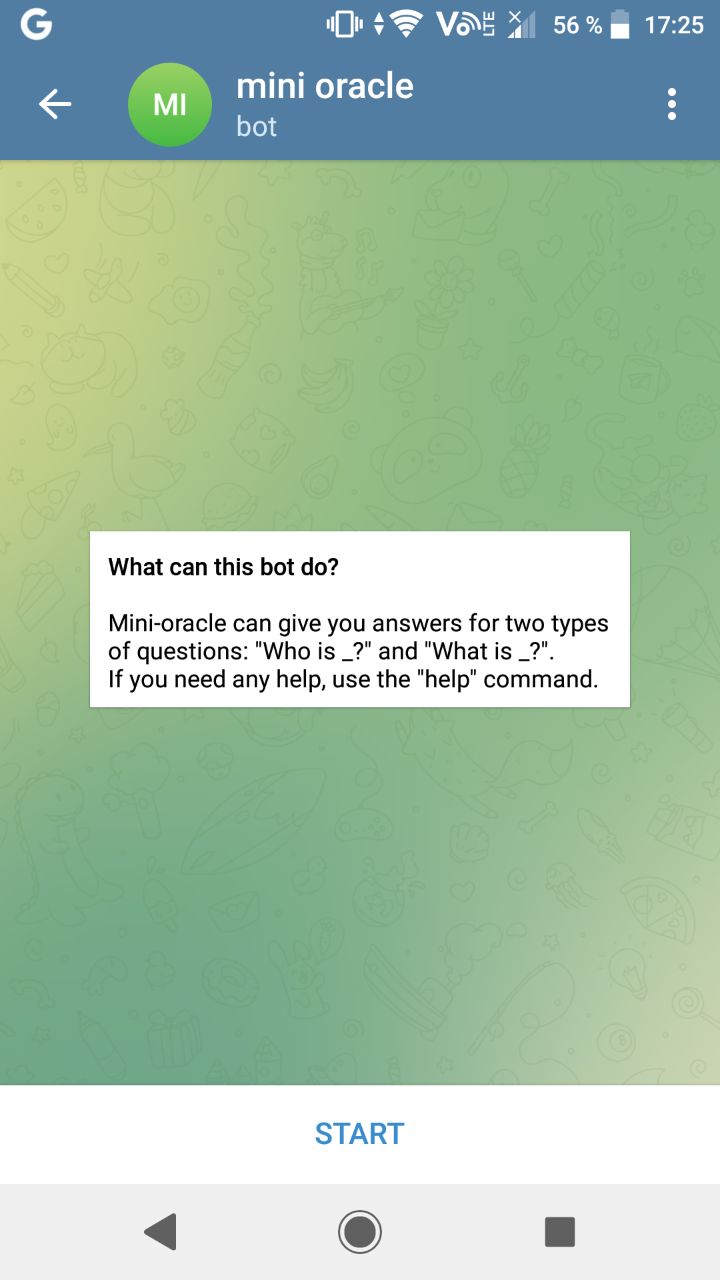 G
VoLTE
56 %
17:25
MI
mini oracle
bot
What can this bot do?
Mini-oracle can give you answers for two types
of questions: "Who is _?" and "What is _?".
If you need any help, use the "help" command.
START